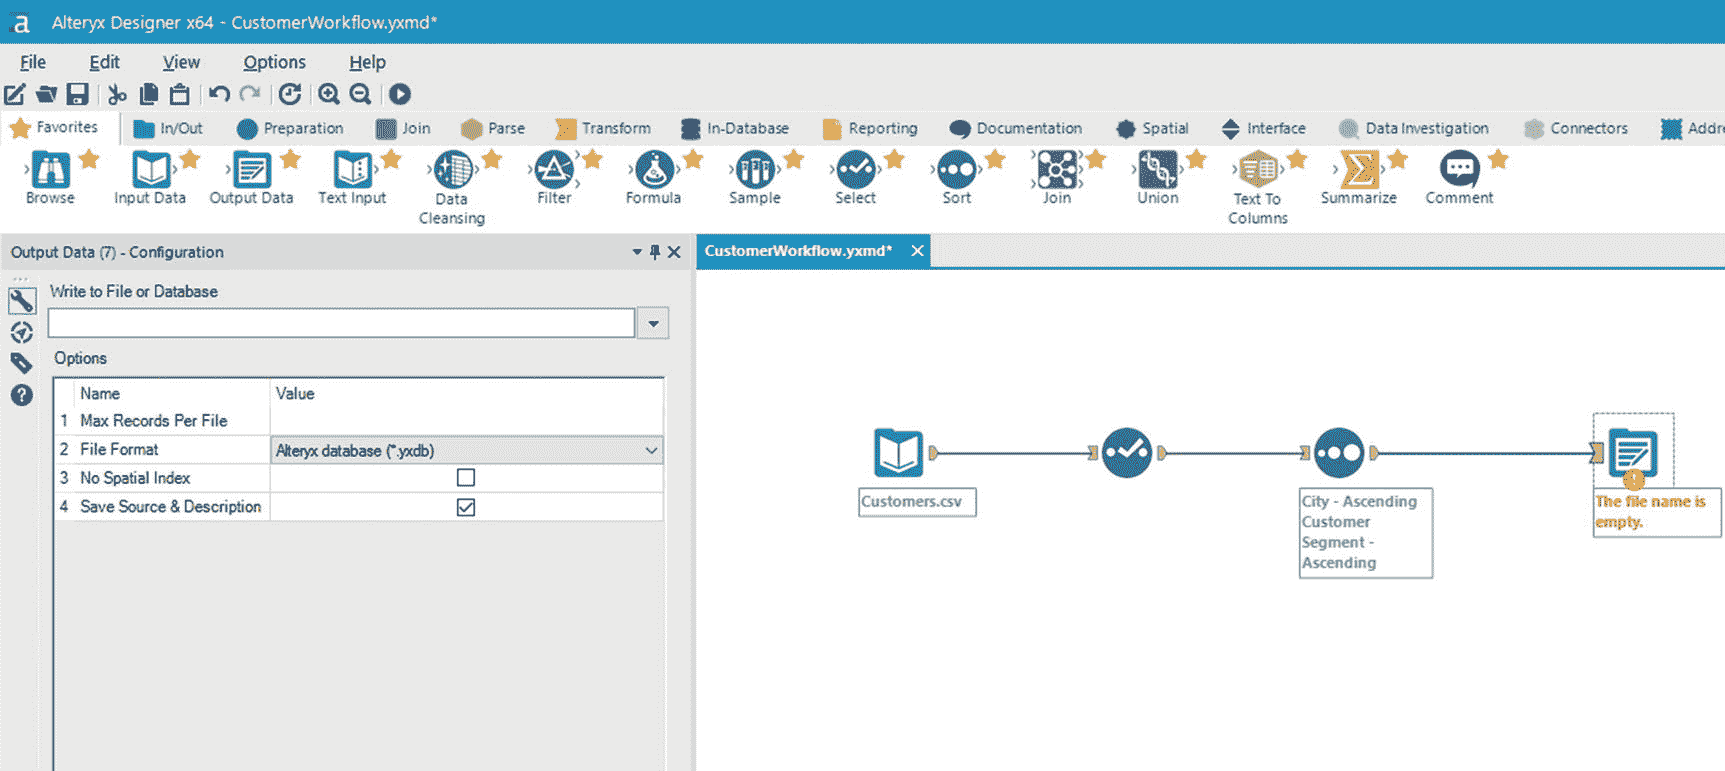 a Alteryx Designer x64 - CustomerWorkflow.yxmd*
File Edit View Options Help
Favorites In/Out Preparation Join Parse Transform In-Database Reporting Documentation Spatial Interface Data Investigation Connectors Addre
Browse Input Data Output Data Text Input Data Cleansing Filter Formula Sample Select Sort Join Union Text To Columns Summarize Comment
Output Data (7) - Configuration
CustomerWorkflow.yxmd*
Write to File or Database
Options
Name Value
1 Max Records Per File
2 File Format Alteryx database (*.yxdb)
3 No Spatial Index
4 Save Source & Description
Customers.csv
City - Ascending
Customer
Segment -
Ascending
The file name is
empty.